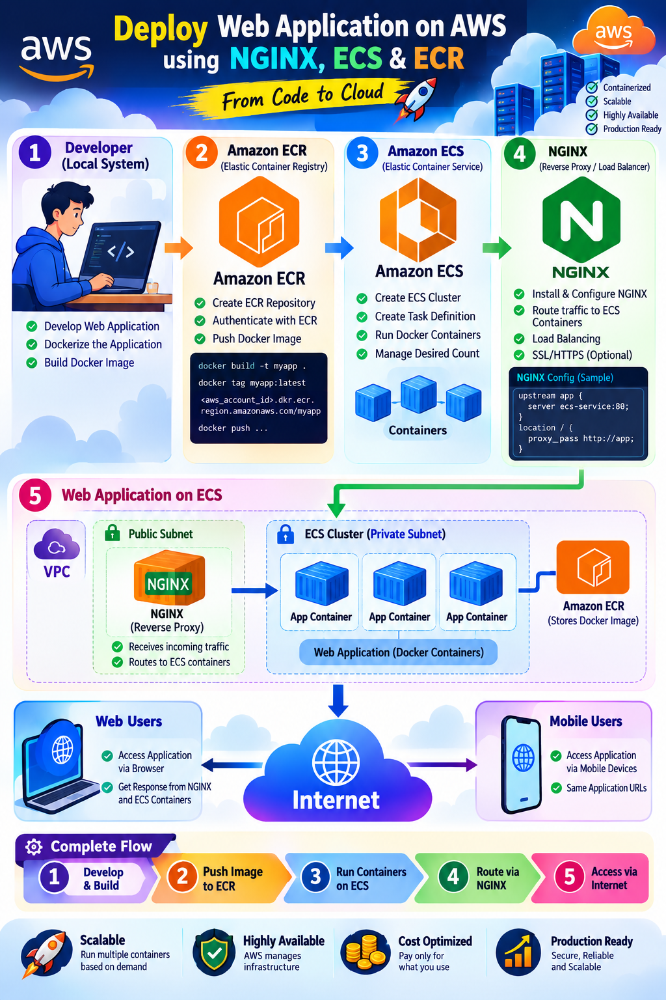 aws
Deploy Web Application on AWS
using NGINX, ECS & ECR
From Code to Cloud
aws
Containerized
Scalable
Highly Available
Production Ready
1
Developer
(Local System)
</>
Develop Web Application
Dockerize the Application
Build Docker Image
2
Amazon ECR
(Elastic Container Registry)
Amazon ECR
Create ECR Repository
Authenticate with ECR
Push Docker Image
docker build -t myapp .
docker tag myapp:latest
<aws_account_id>.dkr.ecr.
region.amazonaws.com/myapp
docker push ...
3
Amazon ECS
(Elastic Container Service)
Amazon ECS
Create ECS Cluster
Create Task Definition
Run Docker Containers
Manage Desired Count
Containers
4
NGINX
(Reverse Proxy / Load Balancer)
N
NGINX
Install & Configure NGINX
Route traffic to ECS
Containers
Load Balancing
SSL/HTTPS (Optional)
NGINX Config (Sample)
upstream app {
server ecs-service:80;
}
location / {
proxy_pass http://app;
}
5
Web Application on ECS
VPC
Public Subnet
NGINX
NGINX
(Reverse Proxy)
Receives incoming traffic
Routes to ECS containers
ECS Cluster (Private Subnet)
App Container
App Container
App Container
Web Application (Docker Containers)
Amazon ECR
(Stores Docker Image)
Web Users
Access Application
via Browser
Get Response from NGINX
and ECS Containers
Internet
Mobile Users
Access Application
via Mobile Devices
Same Application URLs
Complete Flow
1
Develop
& Build
2
Push Image
to ECR
3
Run Containers
on ECS
4
Route via
NGINX
5
Access via
Internet
Scalable
Run multiple containers
based on demand
Highly Available
AWS manages
infrastructure
Cost Optimized
Pay only for
what you use
Production Ready
Secure, Reliable
and Scalable